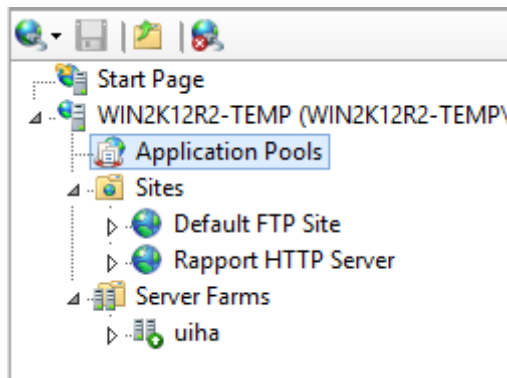 Start Page
WIN2K12R2-TEMP (WIN2K12R2-TEMP\
Application Pools
Sites
Default FTP Site
Rapport HTTP Server
Server Farms
uiha